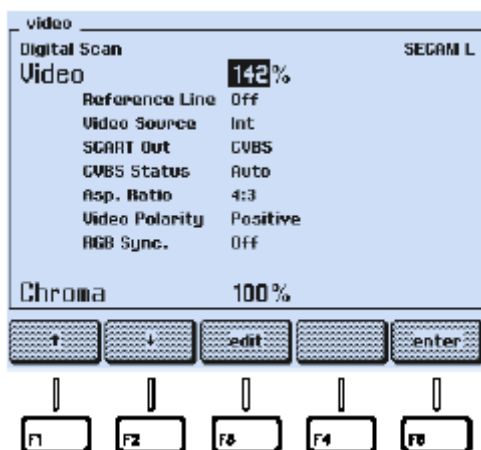 video
Digital Scan SECAM L
Video 142%
Reference Line Off
Video Source Int
SCART Out CVBS
CVBS Status Auto
Asp. Ratio 4:3
Video Polarity Positive
RGB Sync. Off
Chroma 100%
↑ ↓ edit enter
F1 F2 F3 F4 F5